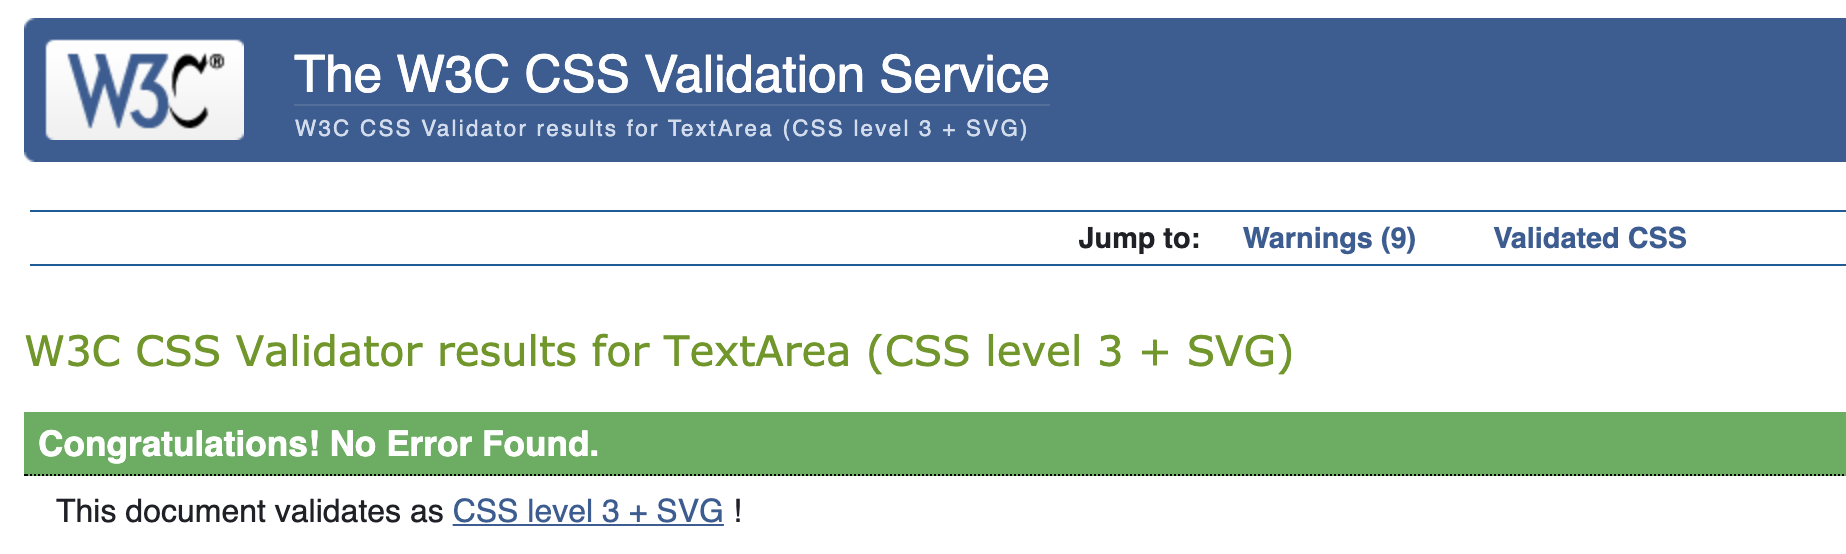 W3C®
The W3C CSS Validation Service
W3C CSS Validator results for TextArea (CSS level 3 + SVG)
Jump to: Warnings (9) Validated CSS
W3C CSS Validator results for TextArea (CSS level 3 + SVG)
Congratulations! No Error Found.
This document validates as CSS level 3 + SVG !